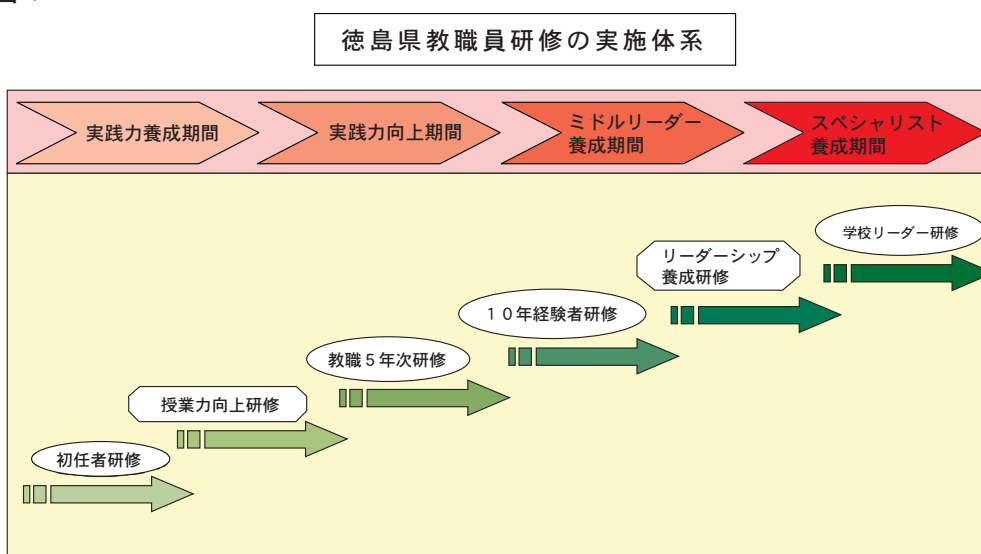 徳島県教職員研修の実施体系
実践力養成期間
実践力向上期間
ミドルリーダー
養成期間
スペシャリスト
養成期間
学校リーダー研修
リーダーシップ
養成研修
１０年経験者研修
教職５年次研修
授業力向上研修
初任者研修